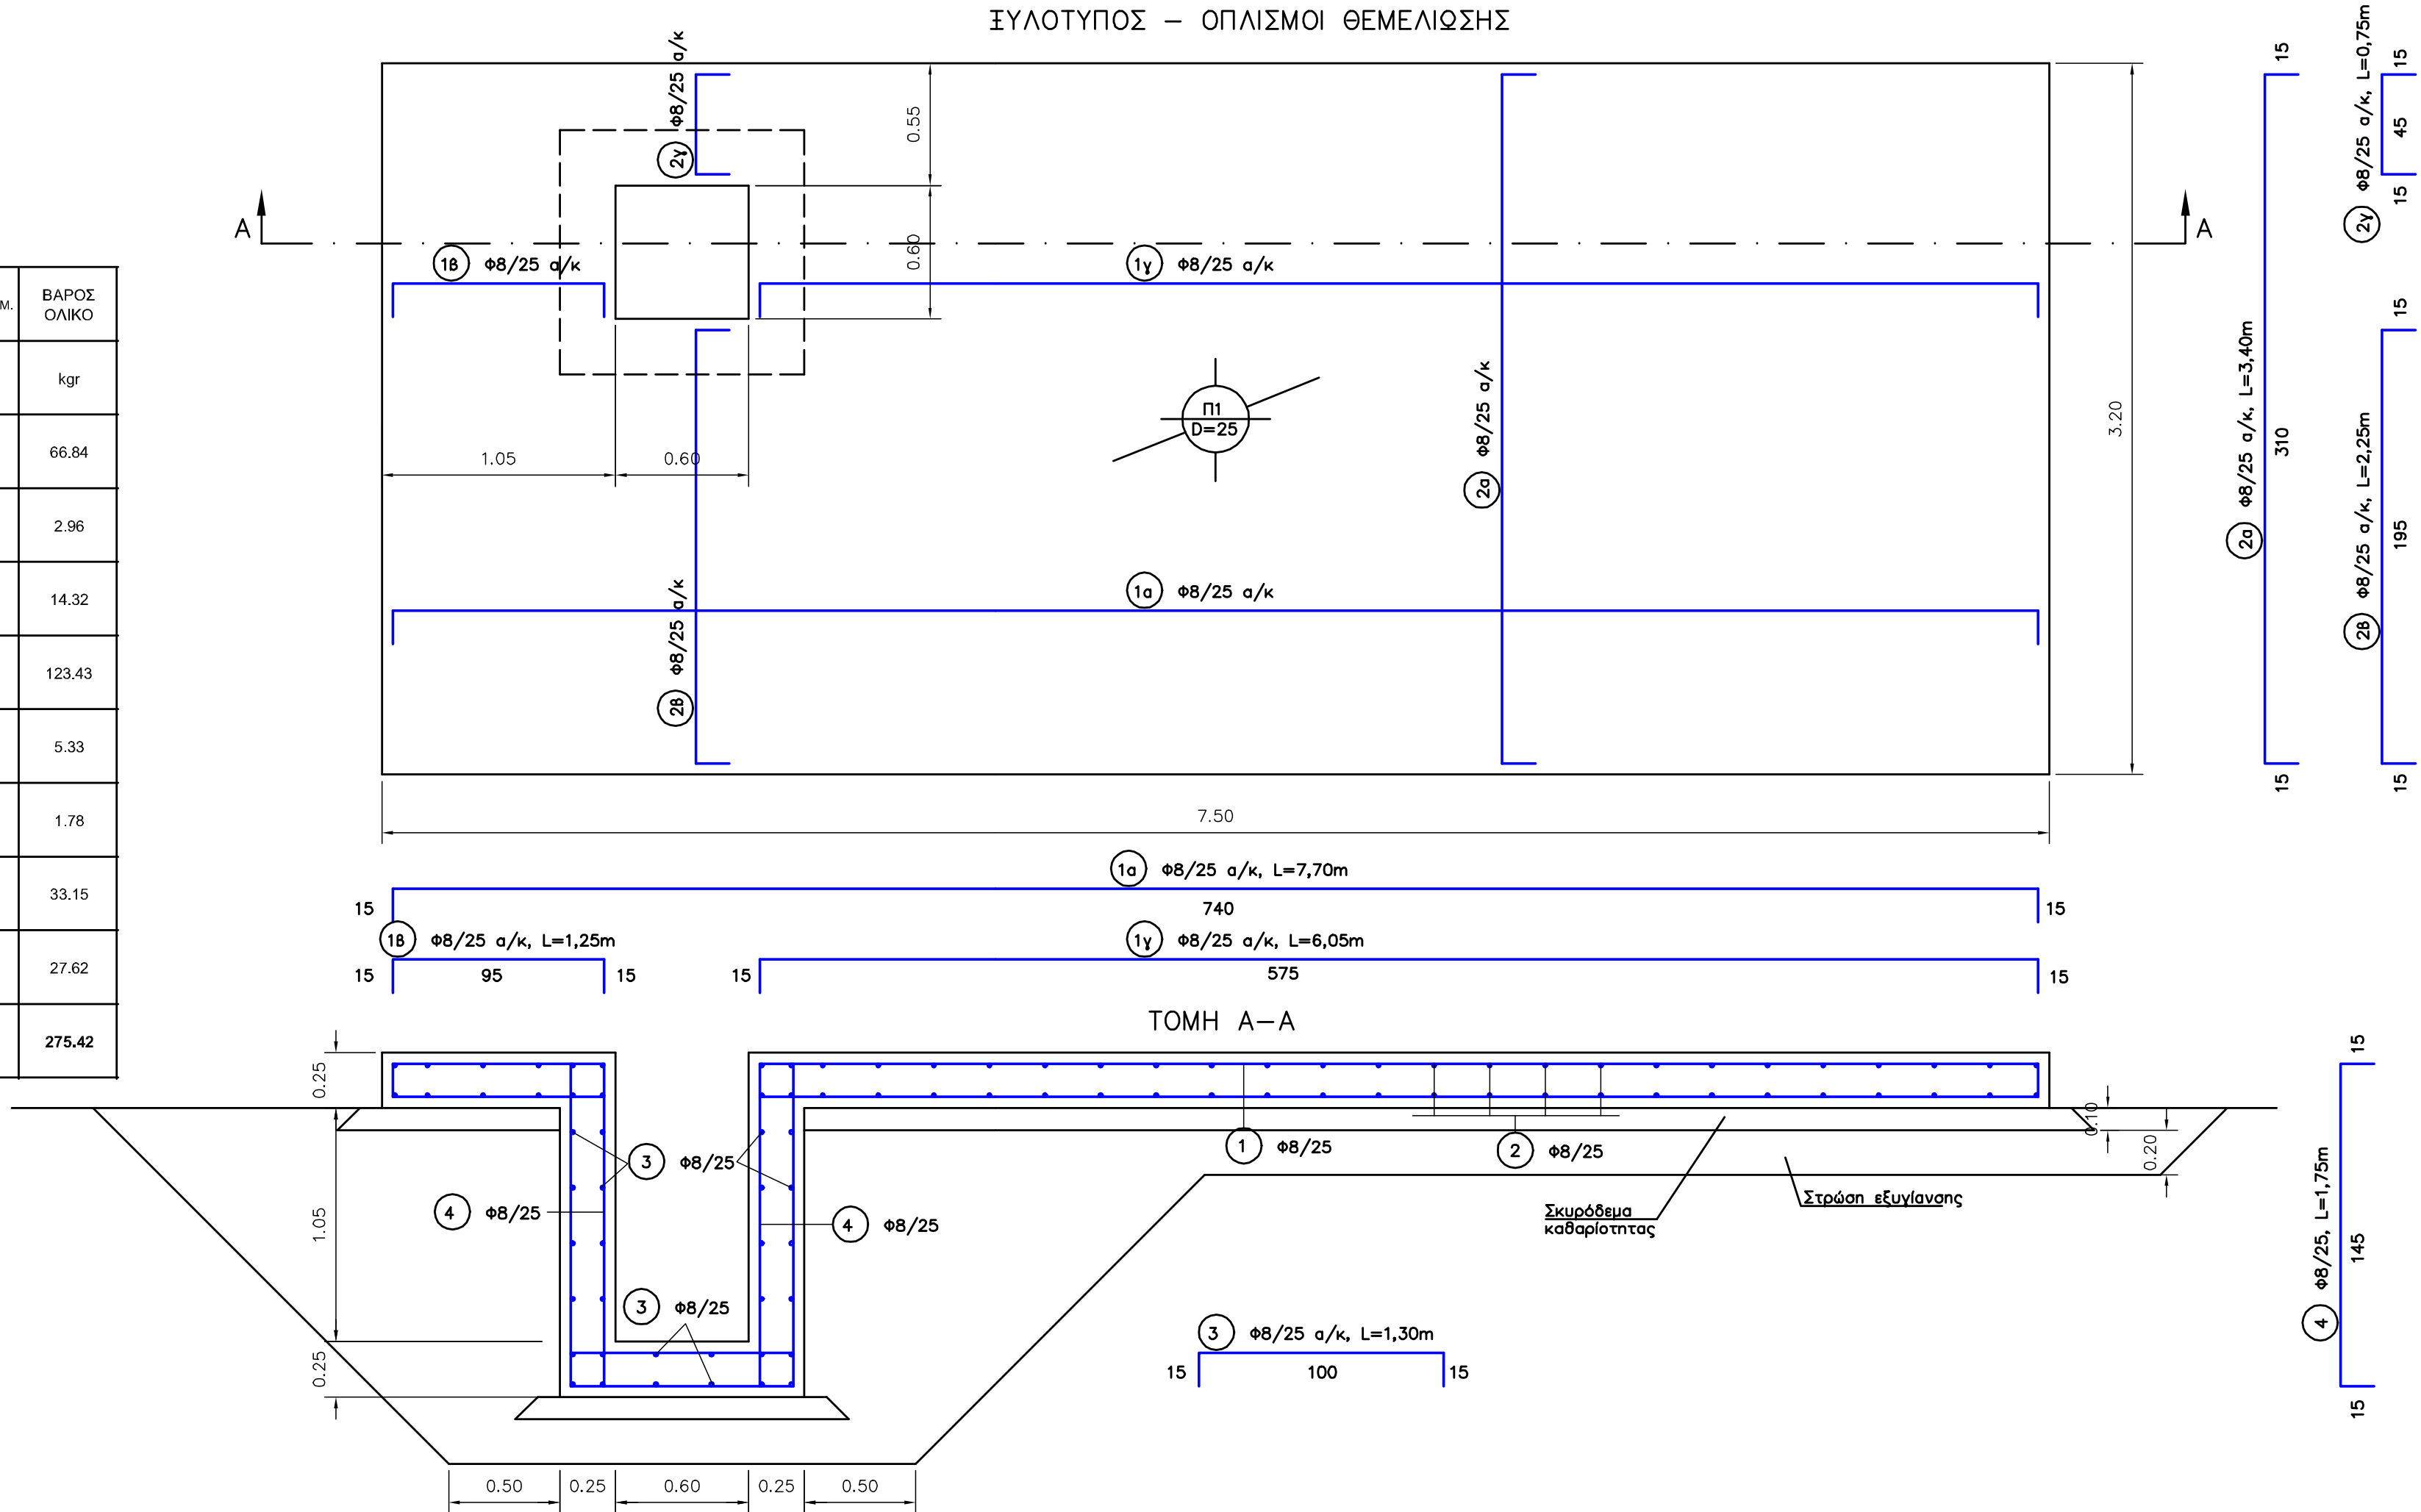 ΞΥΛΟΤΥΠΟΣ – ΟΠΛΙΣΜΟΙ ΘΕΜΕΛΙΩΣΗΣ
Μ.
ΒΑΡΟΣ
ΟΛΙΚΟ
kgr
66.84
2.96
14.32
123.43
5.33
1.78
33.15
27.62
275.42
A
A
2γ Φ8/25 α/κ
0.55
0.60
1β Φ8/25 α/κ
1γ Φ8/25 α/κ
1.05
0.60
Π1
D=25
2α Φ8/25 α/κ
3.20
1α Φ8/25 α/κ
2β Φ8/25 α/κ
7.50
2α Φ8/25 α/κ, L=3,40m
15
310
15
2γ Φ8/25 α/κ, L=0,75m
15
45
15
2β Φ8/25 α/κ, L=2,25m
15
195
15
1α Φ8/25 α/κ, L=7,70m
15
740
15
1β Φ8/25 α/κ, L=1,25m
15
95
15
1γ Φ8/25 α/κ, L=6,05m
15
575
15
ΤΟΜΗ Α–Α
0.25
1.05
0.25
3 Φ8/25
4 Φ8/25
4 Φ8/25
3 Φ8/25
1 Φ8/25
2 Φ8/25
0.10
0.20
Σκυρόδεμα
καθαρίοτητας
Στρώση εξυγίανσης
3 Φ8/25 α/κ, L=1,30m
15
100
15
4 Φ8/25, L=1,75m
15
145
15
0.50
0.25
0.60
0.25
0.50